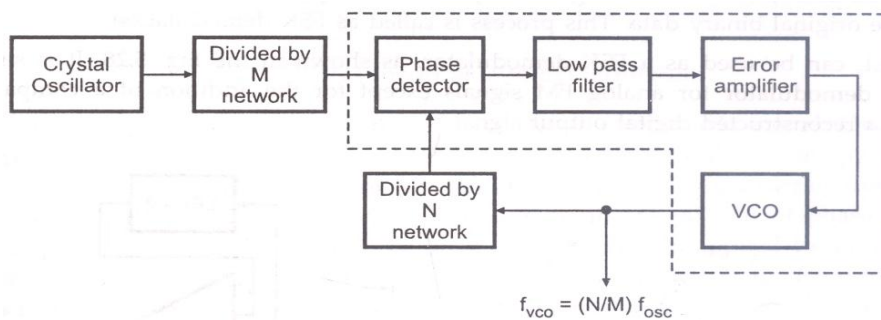 Crystal
Oscillator
Divided by
M
network
Phase
detector
Low pass
filter
Error
amplifier
Divided by
N
network
VCO
f_vco = (N/M) f_osc